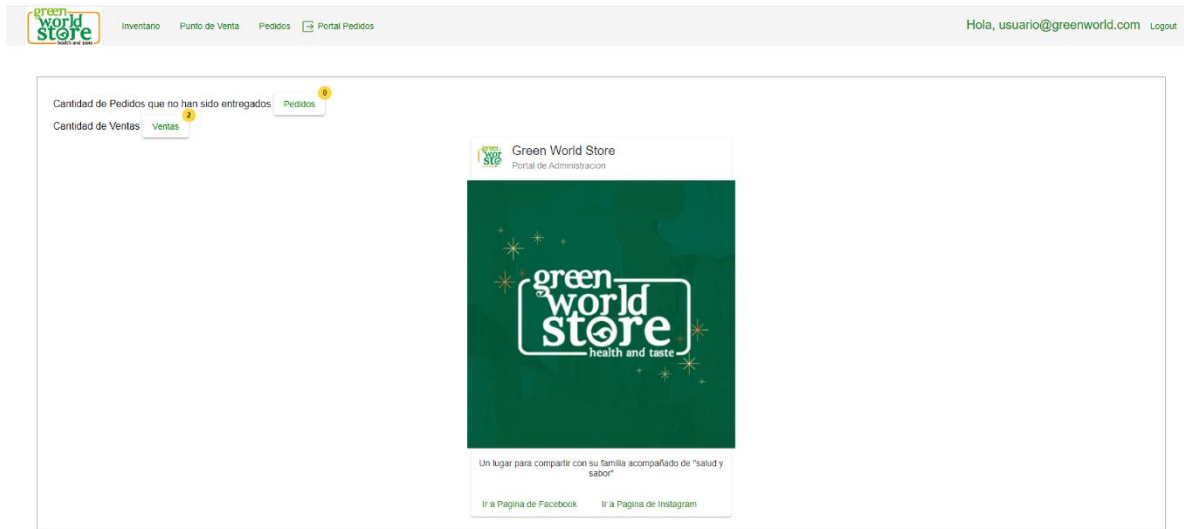 green
world
store
health and taste
Inventario Punto de Venta Pedidos Portal Pedidos
Hola, usuario@greenworld.com Logout
Cantidad de Pedidos que no han sido entregados Pedidos 0
Cantidad de Ventas Ventas 2
green
wor
sto
Green World Store
Portal de Administracion
green
world
store
health and taste
Un lugar para compartir con su familia acompañado de "salud y
sabor"
Ir a Pagina de Facebook Ir a Pagina de Instagram